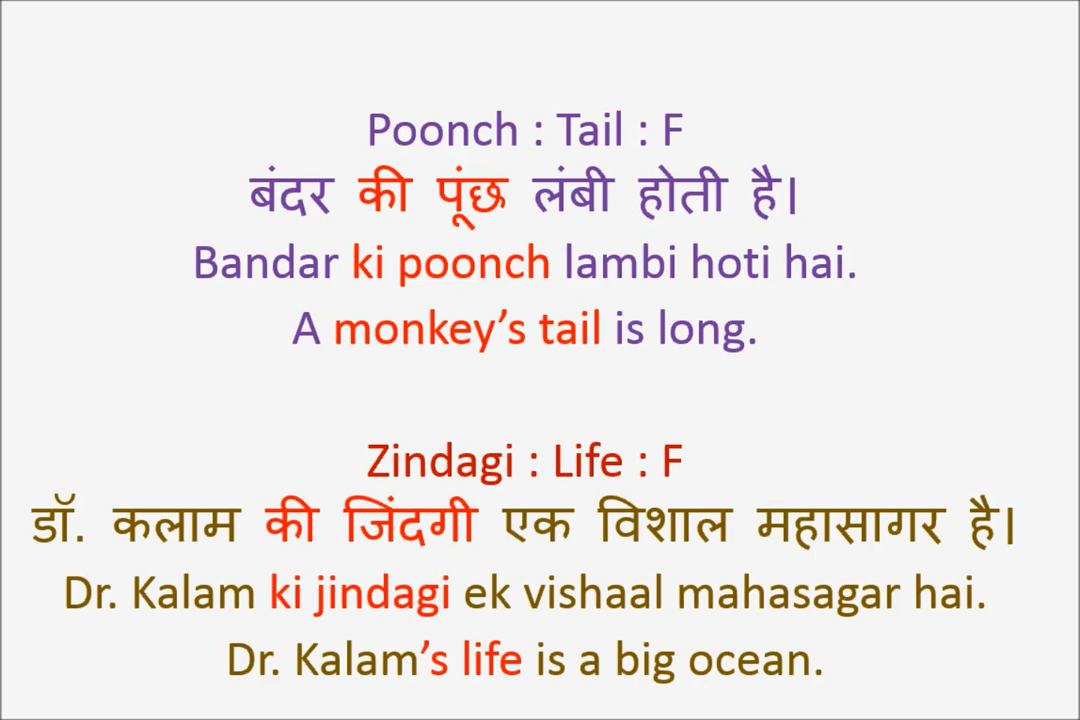 Poonch : Tail : F
बंदर की पूंछ लंबी होती है।
Bandar ki poonch lambi hoti hai.
A monkey’s tail is long.
Zindagi : Life : F
डॉ. कलाम की जिंदगी एक विशाल महासागर है।
Dr. Kalam ki jindagi ek vishaal mahasagar hai.
Dr. Kalam’s life is a big ocean.